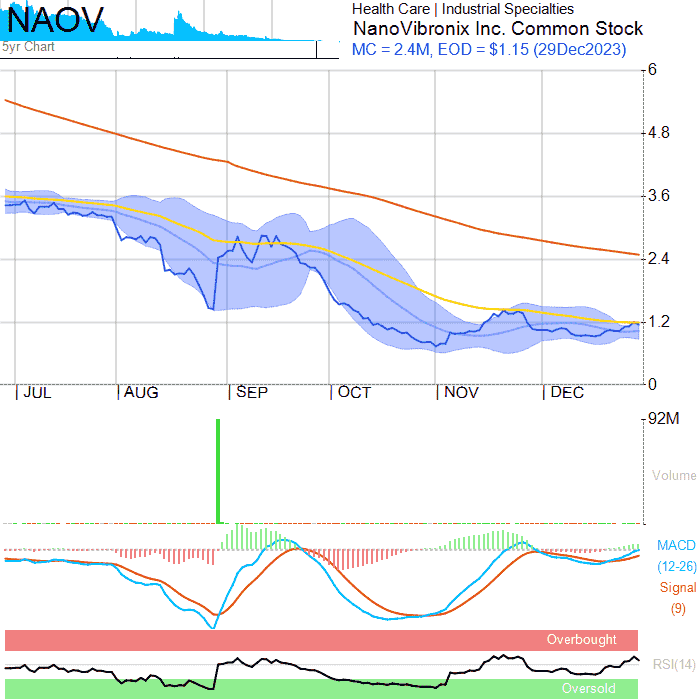 NAOV
5yr Chart
Health Care | Industrial Specialties
NanoVibronix Inc. Common Stock
MC = 2.4M, EOD = $1.15 (29Dec2023)
6
4.8
3.6
2.4
1.2
0
JUL AUG SEP OCT NOV DEC
92M
Volume
MACD
(12-26)
Signal
(9)
Overbought
RSI(14)
Oversold